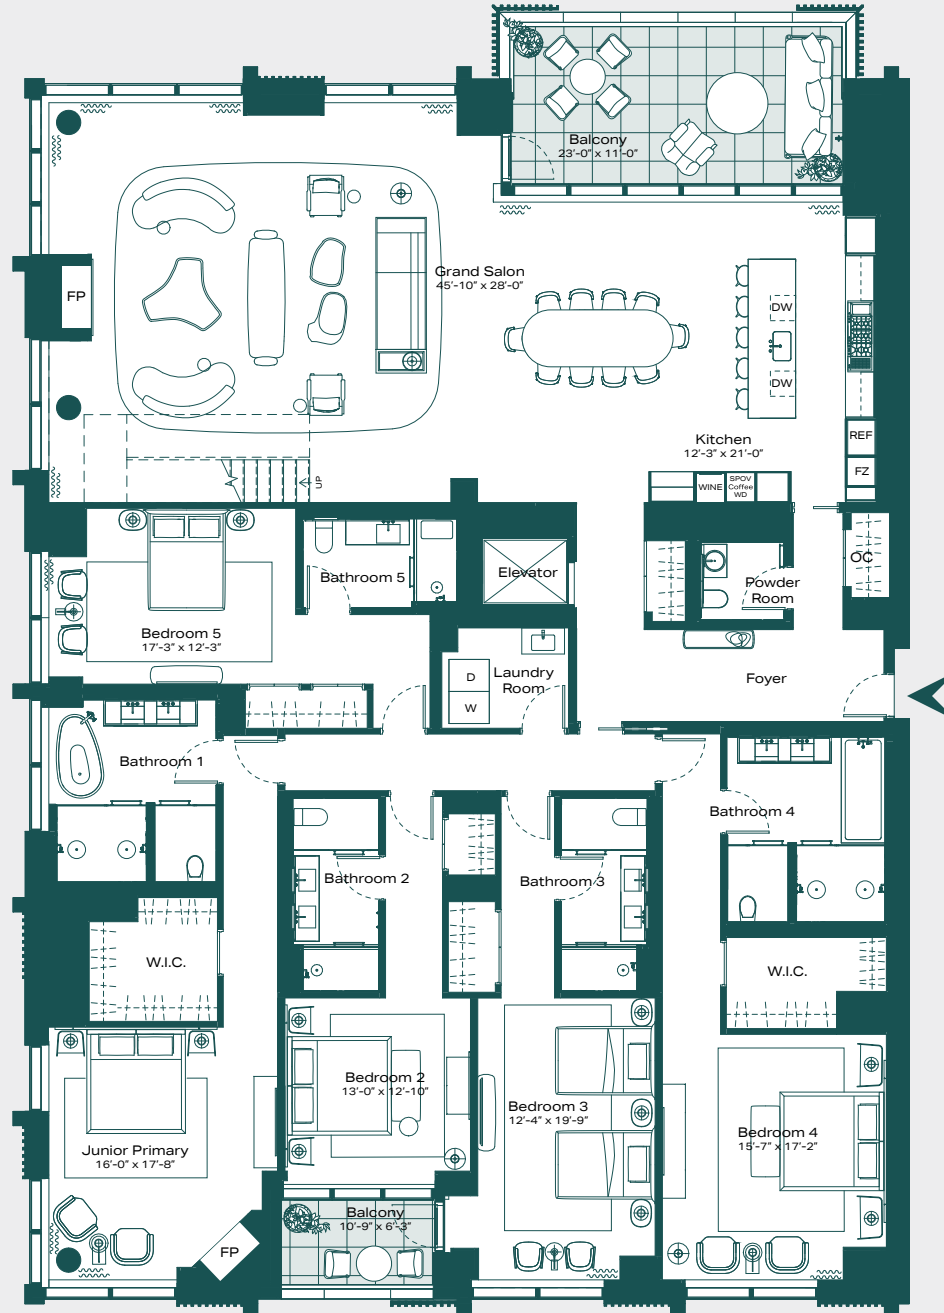 Balcony
23'-0" x 11'-0"
Grand Salon
45'-10" x 28'-0"
FP
DW
DW
Kitchen
12'-3" x 21'-0"
REF
FZ
WINE
SPOV
Coffee
WD
UP
OC
Bathroom 5
Elevator
Powder
Room
Bedroom 5
17'-3" x 12'-3"
D
W
Laundry
Room
Foyer
Bathroom 1
Bathroom 4
Bathroom 2
Bathroom 3
W.I.C.
W.I.C.
Bedroom 2
13'-0" x 12'-10"
Bedroom 3
12'-4" x 19'-9"
Bedroom 4
15'-7" x 17'-2"
Junior Primary
16'-0" x 17'-8"
Balcony
10'-9" x 6'-3"
FP